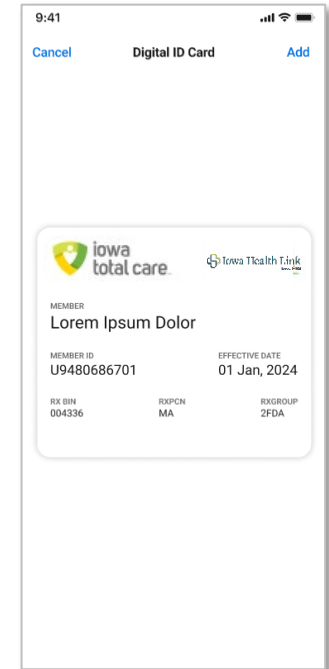 9:41
Cancel Digital ID Card Add
iowa
total care™
Iowa Health Link
MEMBER
Lorem Ipsum Dolor
MEMBER ID EFFECTIVE DATE
U9480686701 01 Jan, 2024
RX BIN RXPCN RXGROUP
004336 MA 2FDA